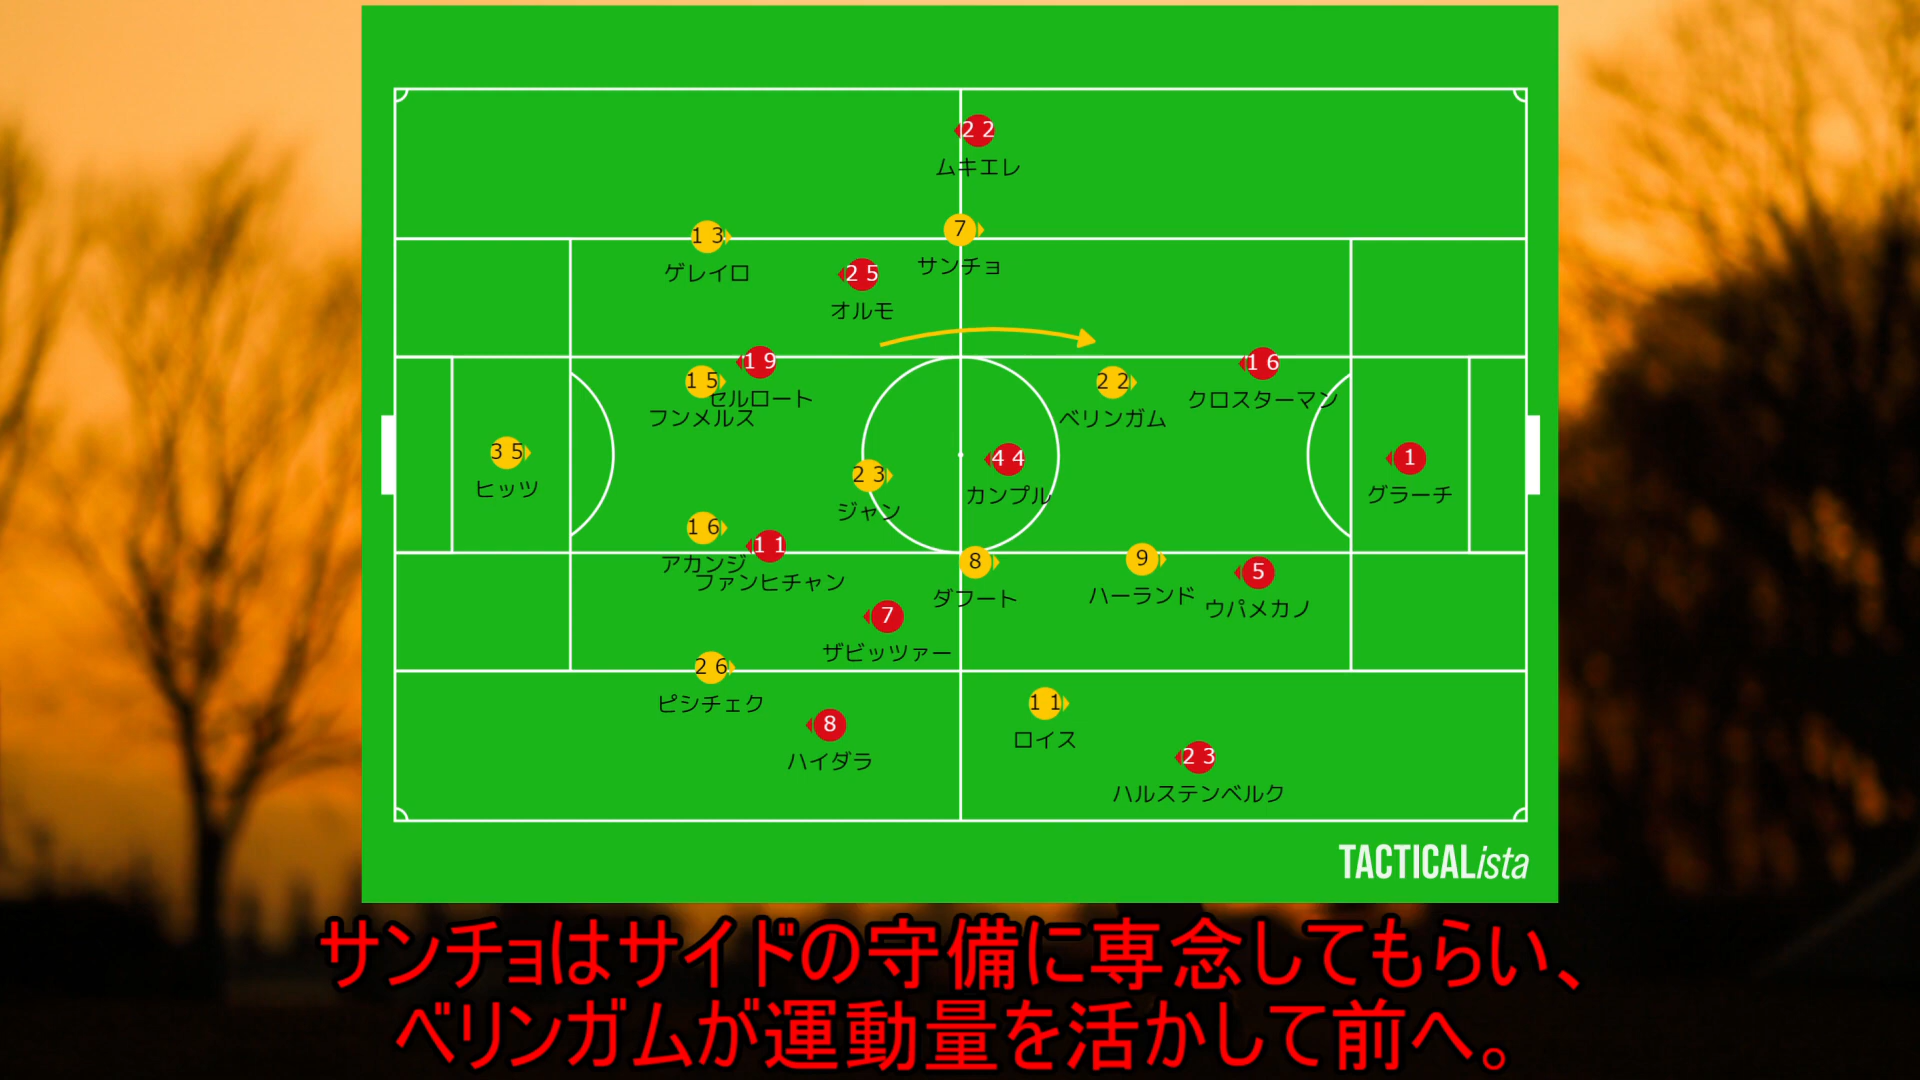 22
ムキエレ
13
ゲレイロ
7
サンチョ
25
オルモ
19
セルロート
15
フンメルス
22
ベリンガム
16
クロスターマン
35
ヒッツ
23
ジャン
44
カンプル
1
グラーチ
16
アカンジ
11
ファンヒチャン
8
ダフート
9
ハーランド
5
ウパメカノ
7
ザビッツァー
26
ピシチェク
8
ハイダラ
11
ロイス
23
ハルステンベルク
TACTICALista
サンチョはサイドの守備に専念してもらい、
ベリンガムが運動量を活かして前へ。